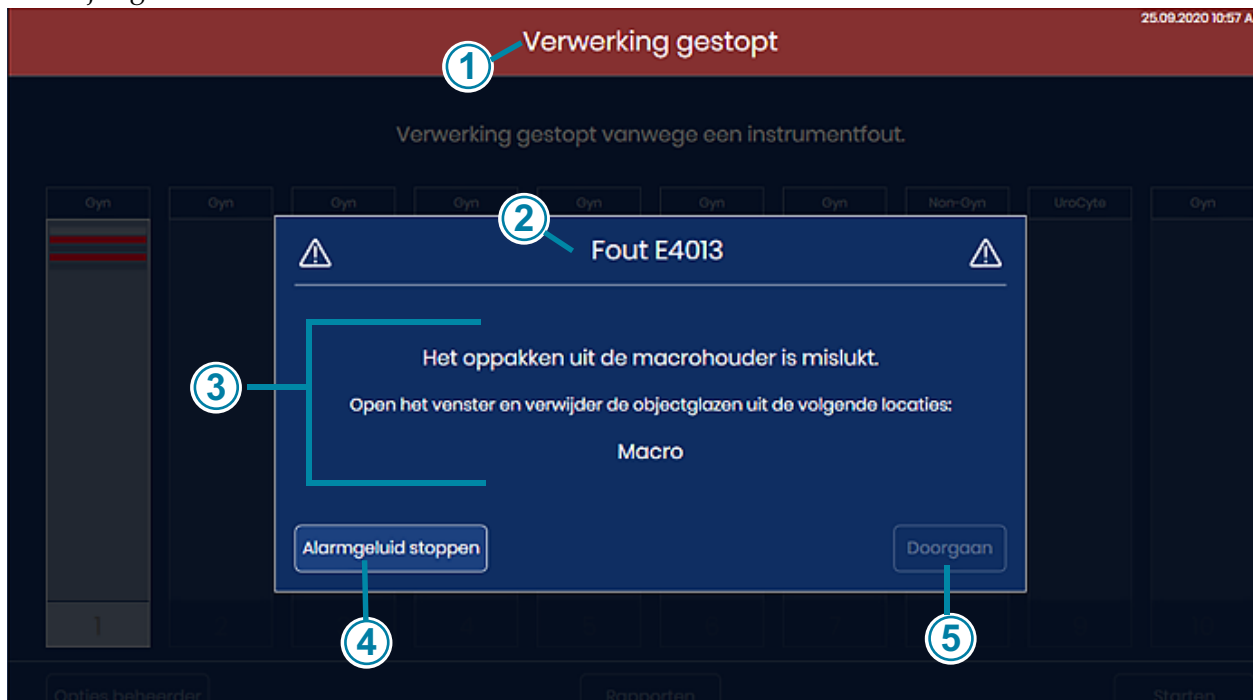 25.09.2020 10:57 A
Verwerking gestopt
1
Verwerking gestopt vanwege een instrumentfout.
Gyn Gyn Gyn Gyn Gyn Gyn Gyn Non-Gyn UroCyte Gyn
2
Fout E4013
3
Het oppakken uit de macrohouder is mislukt.
Open het venster en verwijder de objectglazen uit de volgende locaties:
Macro
Alarmgeluid stoppen
Doorgaan
1
4
5
Opties beheerder Rapporten Starten